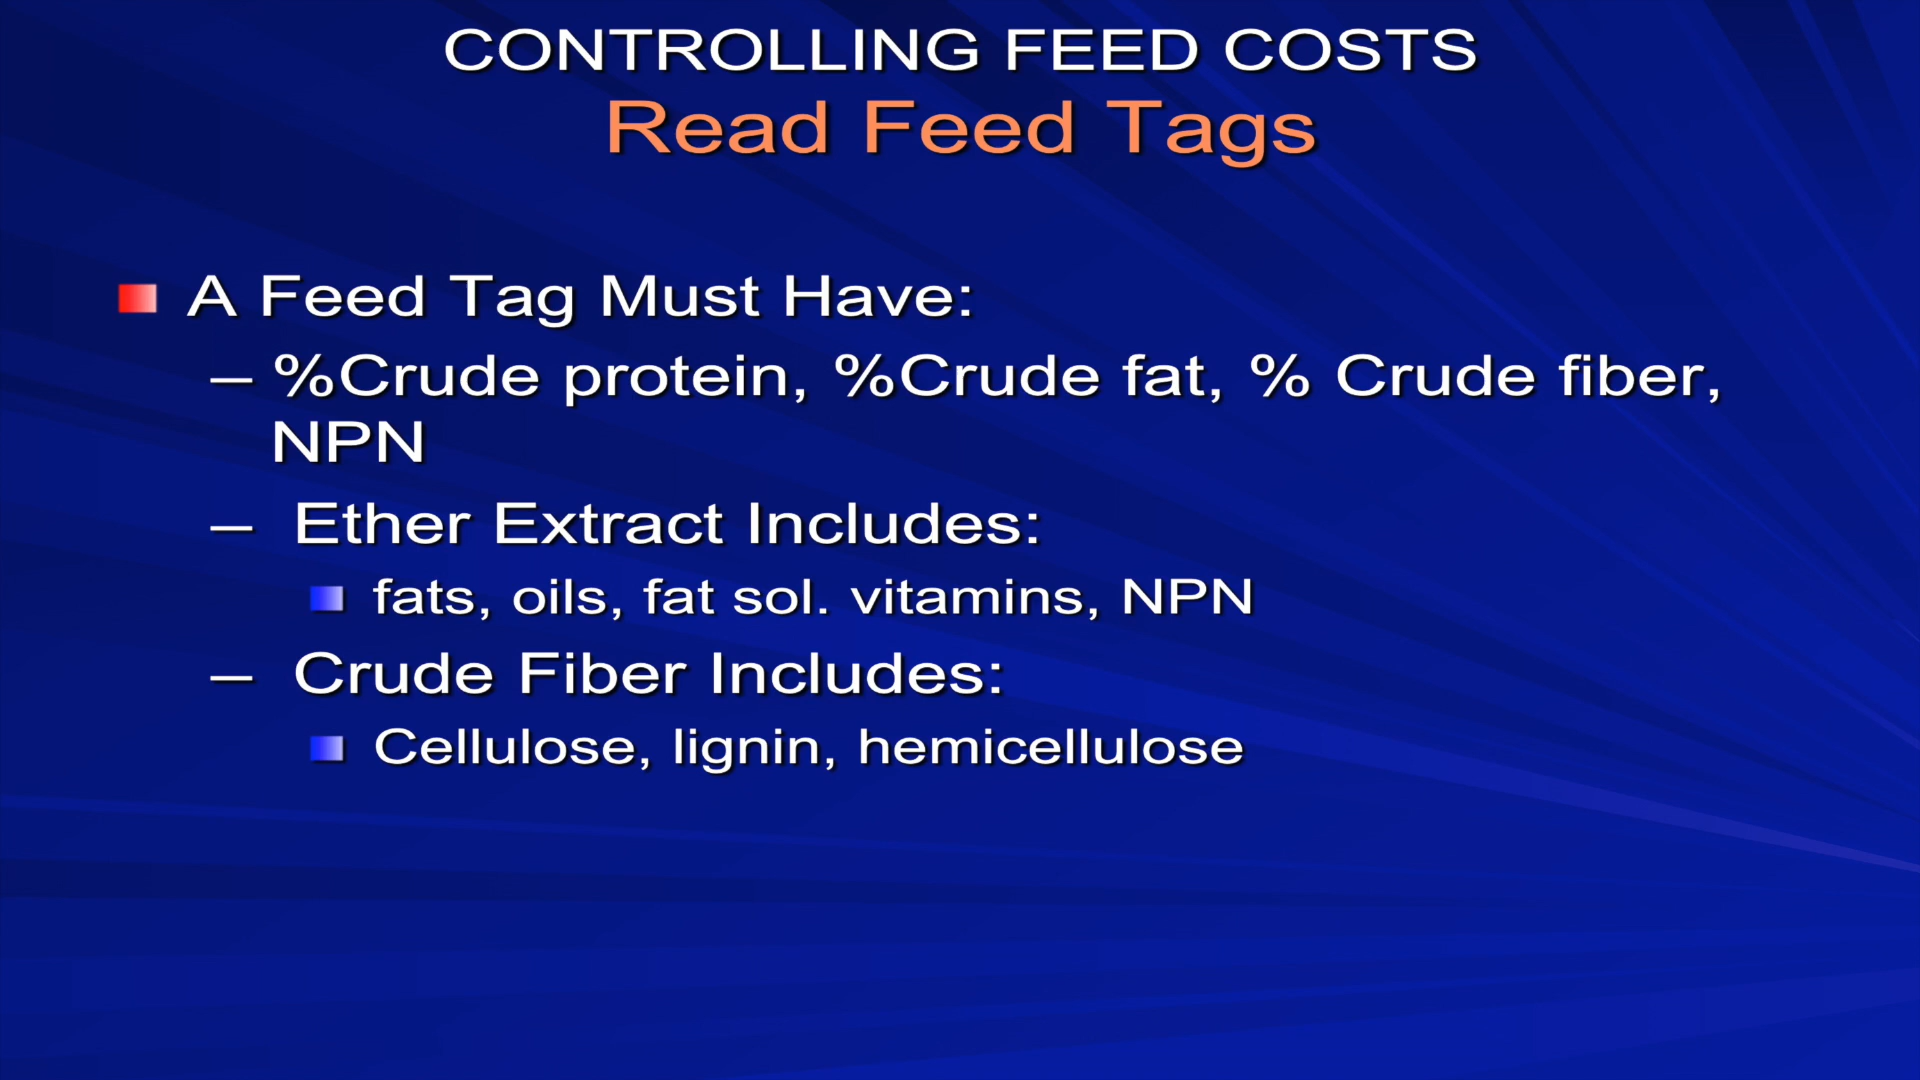 CONTROLLING FEED COSTS
Read Feed Tags
A Feed Tag Must Have:
– %Crude protein, %Crude fat, % Crude fiber,
NPN
– Ether Extract Includes:
fats, oils, fat sol. vitamins, NPN
– Crude Fiber Includes:
Cellulose, lignin, hemicellulose